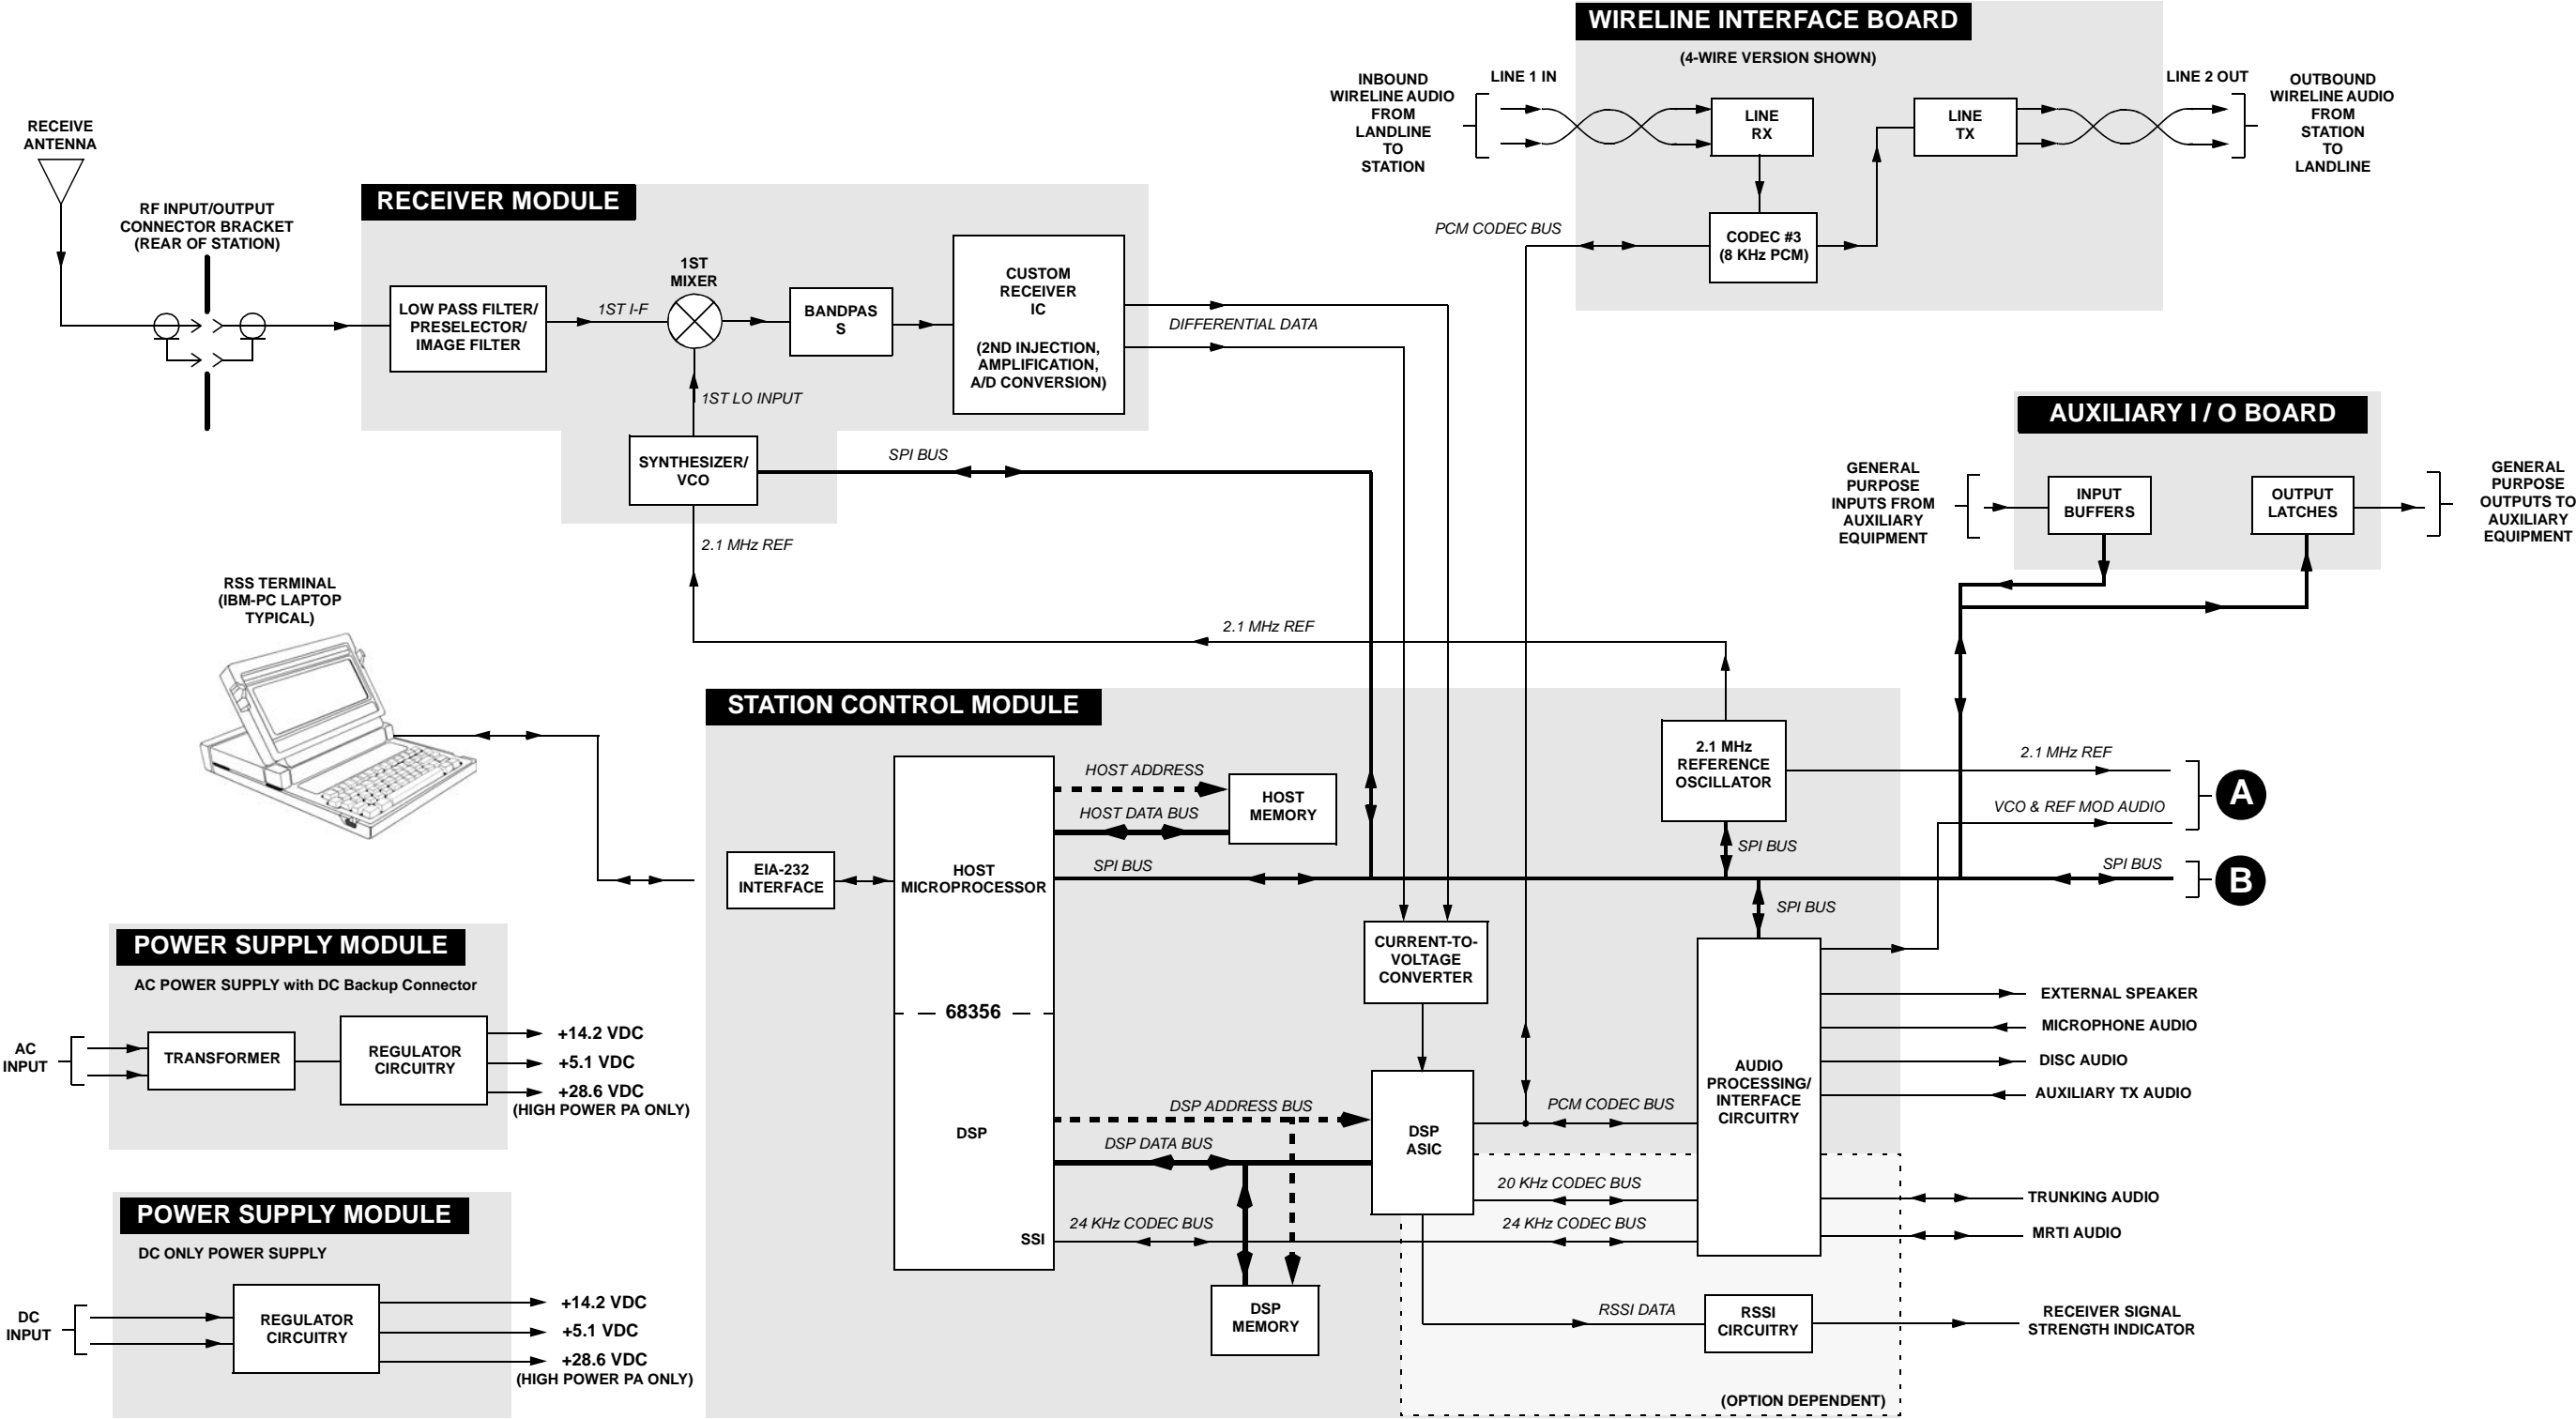 WIRELINE INTERFACE BOARD
(4-WIRE VERSION SHOWN)
INBOUND
WIRELINE AUDIO
FROM
LANDLINE
TO
STATION
LINE 1 IN
LINE
RX
LINE
TX
LINE 2 OUT
OUTBOUND
WIRELINE AUDIO
FROM
STATION
TO
LANDLINE
PCM CODEC BUS
CODEC #3
(8 KHz PCM)
RECEIVE
ANTENNA
RF INPUT/OUTPUT
CONNECTOR BRACKET
(REAR OF STATION)
RECEIVER MODULE
LOW PASS FILTER/
PRESELECTOR/
IMAGE FILTER
1ST I-F
1ST
MIXER
BANDPAS
S
CUSTOM
RECEIVER
IC
(2ND INJECTION,
AMPLIFICATION,
A/D CONVERSION)
DIFFERENTIAL DATA
1ST LO INPUT
SYNTHESIZER/
VCO
SPI BUS
2.1 MHz REF
2.1 MHz REF
AUXILIARY I / O BOARD
GENERAL
PURPOSE
INPUTS FROM
AUXILIARY
EQUIPMENT
INPUT
BUFFERS
OUTPUT
LATCHES
GENERAL
PURPOSE
OUTPUTS TO
AUXILIARY
EQUIPMENT
RSS TERMINAL
(IBM-PC LAPTOP
TYPICAL)
STATION CONTROL MODULE
EIA-232
INTERFACE
HOST
MICROPROCESSOR
68356
DSP
SSI
HOST ADDRESS
HOST DATA BUS
HOST
MEMORY
SPI BUS
2.1 MHz
REFERENCE
OSCILLATOR
SPI BUS
SPI BUS
2.1 MHz REF
VCO & REF MOD AUDIO
A
SPI BUS
B
CURRENT-TO-
VOLTAGE
CONVERTER
DSP ADDRESS BUS
DSP DATA BUS
DSP
ASIC
PCM CODEC BUS
20 KHz CODEC BUS
24 KHz CODEC BUS
24 KHz CODEC BUS
DSP
MEMORY
AUDIO
PROCESSING/
INTERFACE
CIRCUITRY
EXTERNAL SPEAKER
MICROPHONE AUDIO
DISC AUDIO
AUXILIARY TX AUDIO
TRUNKING AUDIO
MRTI AUDIO
RSSI DATA
RSSI
CIRCUITRY
RECEIVER SIGNAL
STRENGTH INDICATOR
(OPTION DEPENDENT)
POWER SUPPLY MODULE
AC POWER SUPPLY with DC Backup Connector
AC
INPUT
TRANSFORMER
REGULATOR
CIRCUITRY
+14.2 VDC
+5.1 VDC
+28.6 VDC
(HIGH POWER PA ONLY)
POWER SUPPLY MODULE
DC ONLY POWER SUPPLY
DC
INPUT
REGULATOR
CIRCUITRY
+14.2 VDC
+5.1 VDC
+28.6 VDC
(HIGH POWER PA ONLY)